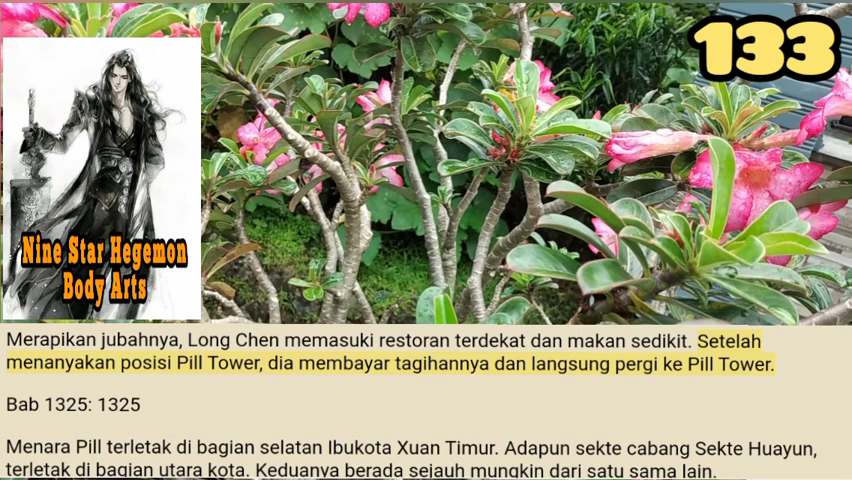 133
Nine Star Hegemon
Body Arts
Merapikan jubahnya, Long Chen memasuki restoran terdekat dan makan sedikit. Setelah
menanyakan posisi Pill Tower, dia membayar tagihannya dan langsung pergi ke Pill Tower.
Bab 1325: 1325
Menara Pill terletak di bagian selatan Ibukota Xuan Timur. Adapun sekte cabang Sekte Huayun,
terletak di bagian utara kota. Keduanya berada sejauh mungkin dari satu sama lain.